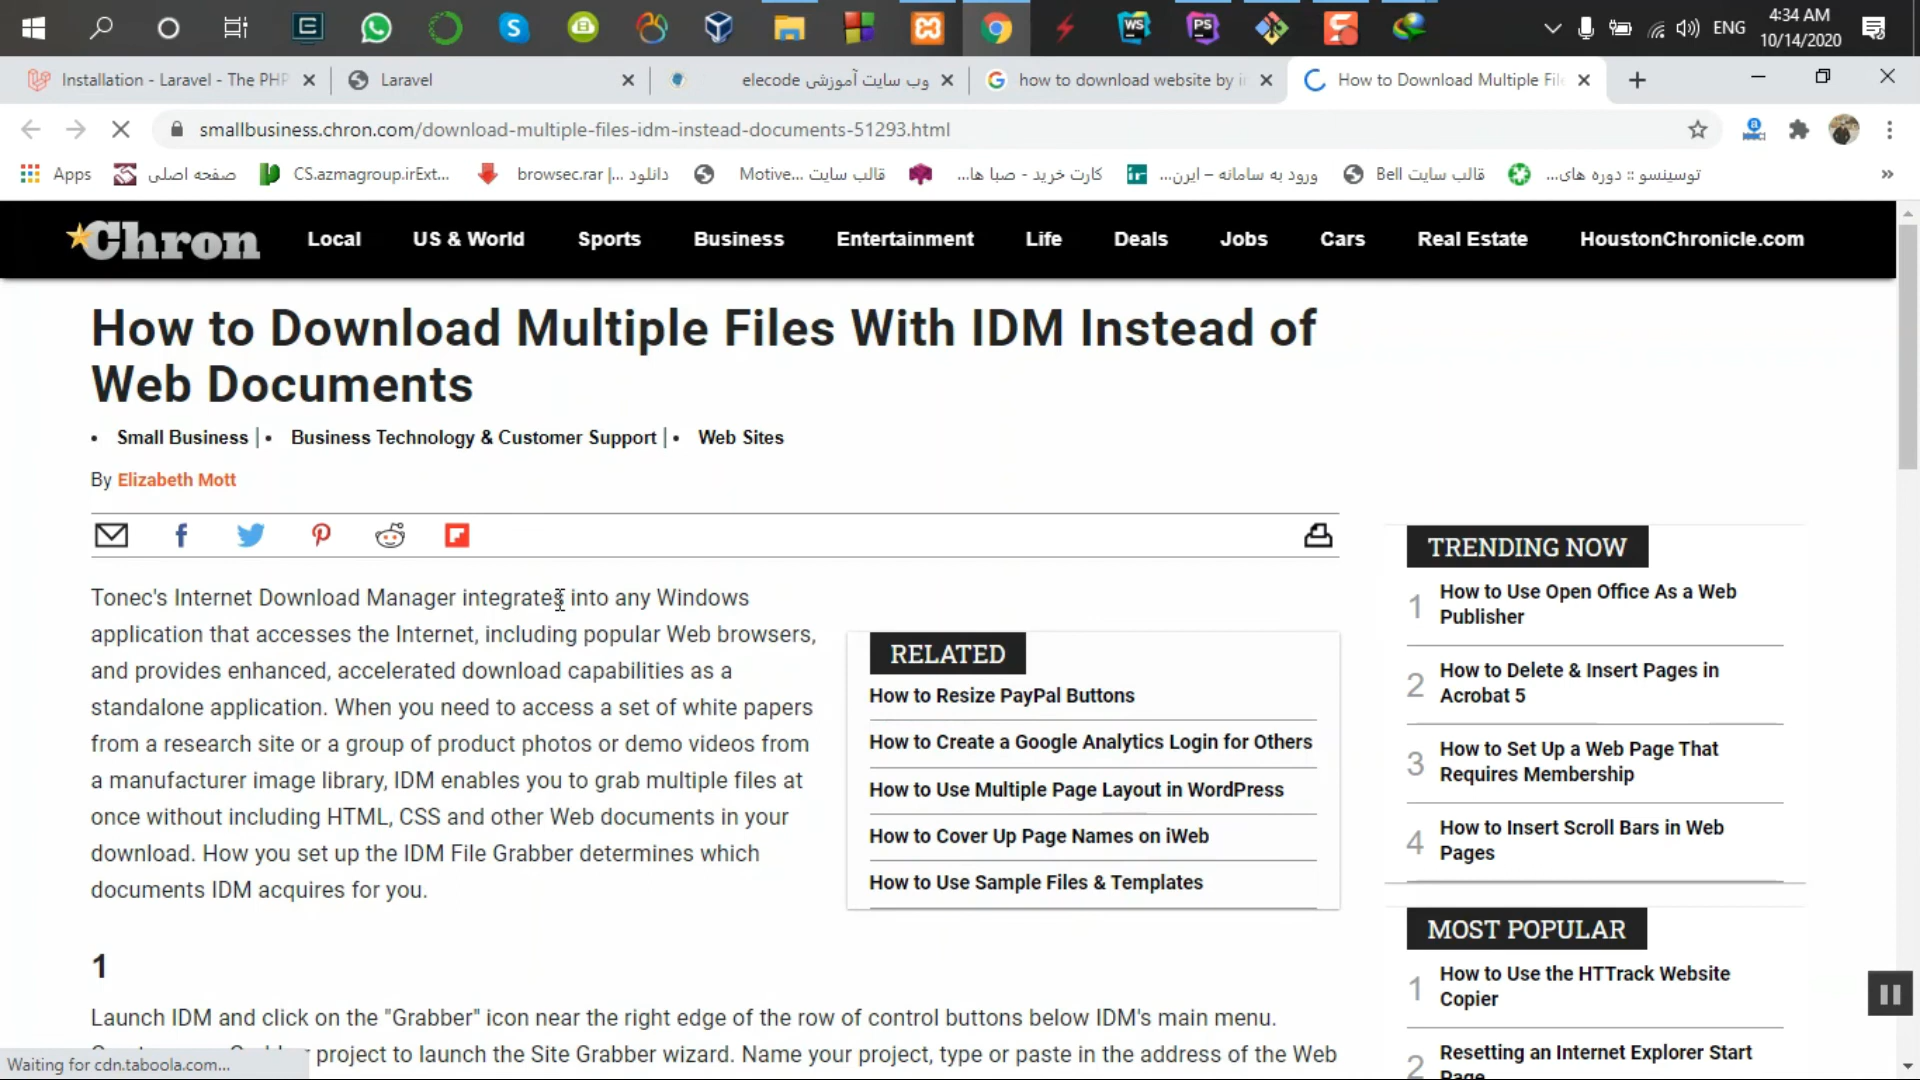 ENG
4:34 AM
10/14/2020
Installation - Laravel - The PHP
Laravel
وب سایت آموزشی elecode
how to download website by i
How to Download Multiple File
smallbusiness.chron.com/download-multiple-files-idm-instead-documents-51293.html
Apps
صفحه اصلی
CS.azmagroup.irExt...
دانلود ...| browsec.rar
قالب سایت ...Motive
کارت خرید - صبا ها...
ورود به سامانه – ایرن...
قالب سایت Bell
توسینسو :: دوره های...
Chron
Local
US & World
Sports
Business
Entertainment
Life
Deals
Jobs
Cars
Real Estate
HoustonChronicle.com
How to Download Multiple Files With IDM Instead of
Web Documents
• Small Business | • Business Technology & Customer Support | • Web Sites
By Elizabeth Mott
Tonec's Internet Download Manager integrates into any Windows
application that accesses the Internet, including popular Web browsers,
and provides enhanced, accelerated download capabilities as a
standalone application. When you need to access a set of white papers
from a research site or a group of product photos or demo videos from
a manufacturer image library, IDM enables you to grab multiple files at
once without including HTML, CSS and other Web documents in your
download. How you set up the IDM File Grabber determines which
documents IDM acquires for you.
RELATED
How to Resize PayPal Buttons
How to Create a Google Analytics Login for Others
How to Use Multiple Page Layout in WordPress
How to Cover Up Page Names on iWeb
How to Use Sample Files & Templates
1
Launch IDM and click on the "Grabber" icon near the right edge of the row of control buttons below IDM's main menu.
project to launch the Site Grabber wizard. Name your project, type or paste in the address of the Web
TRENDING NOW
1 How to Use Open Office As a Web
Publisher
2 How to Delete & Insert Pages in
Acrobat 5
3 How to Set Up a Web Page That
Requires Membership
4 How to Insert Scroll Bars in Web
Pages
MOST POPULAR
1 How to Use the HTTrack Website
Copier
2 Resetting an Internet Explorer Start
Page
Waiting for cdn.taboola.com...